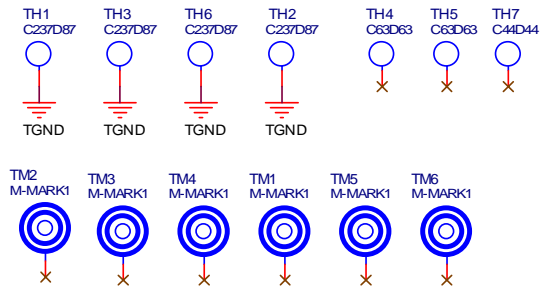 TH1 TH3 TH6 TH2 TH4 TH5 TH7
C237D87 C237D87 C237D87 C237D87 C63D63 C63D63 C44D44
TGND TGND TGND TGND
TM2 TM3 TM4 TM1 TM5 TM6
M-MARK1 M-MARK1 M-MARK1 M-MARK1 M-MARK1 M-MARK1